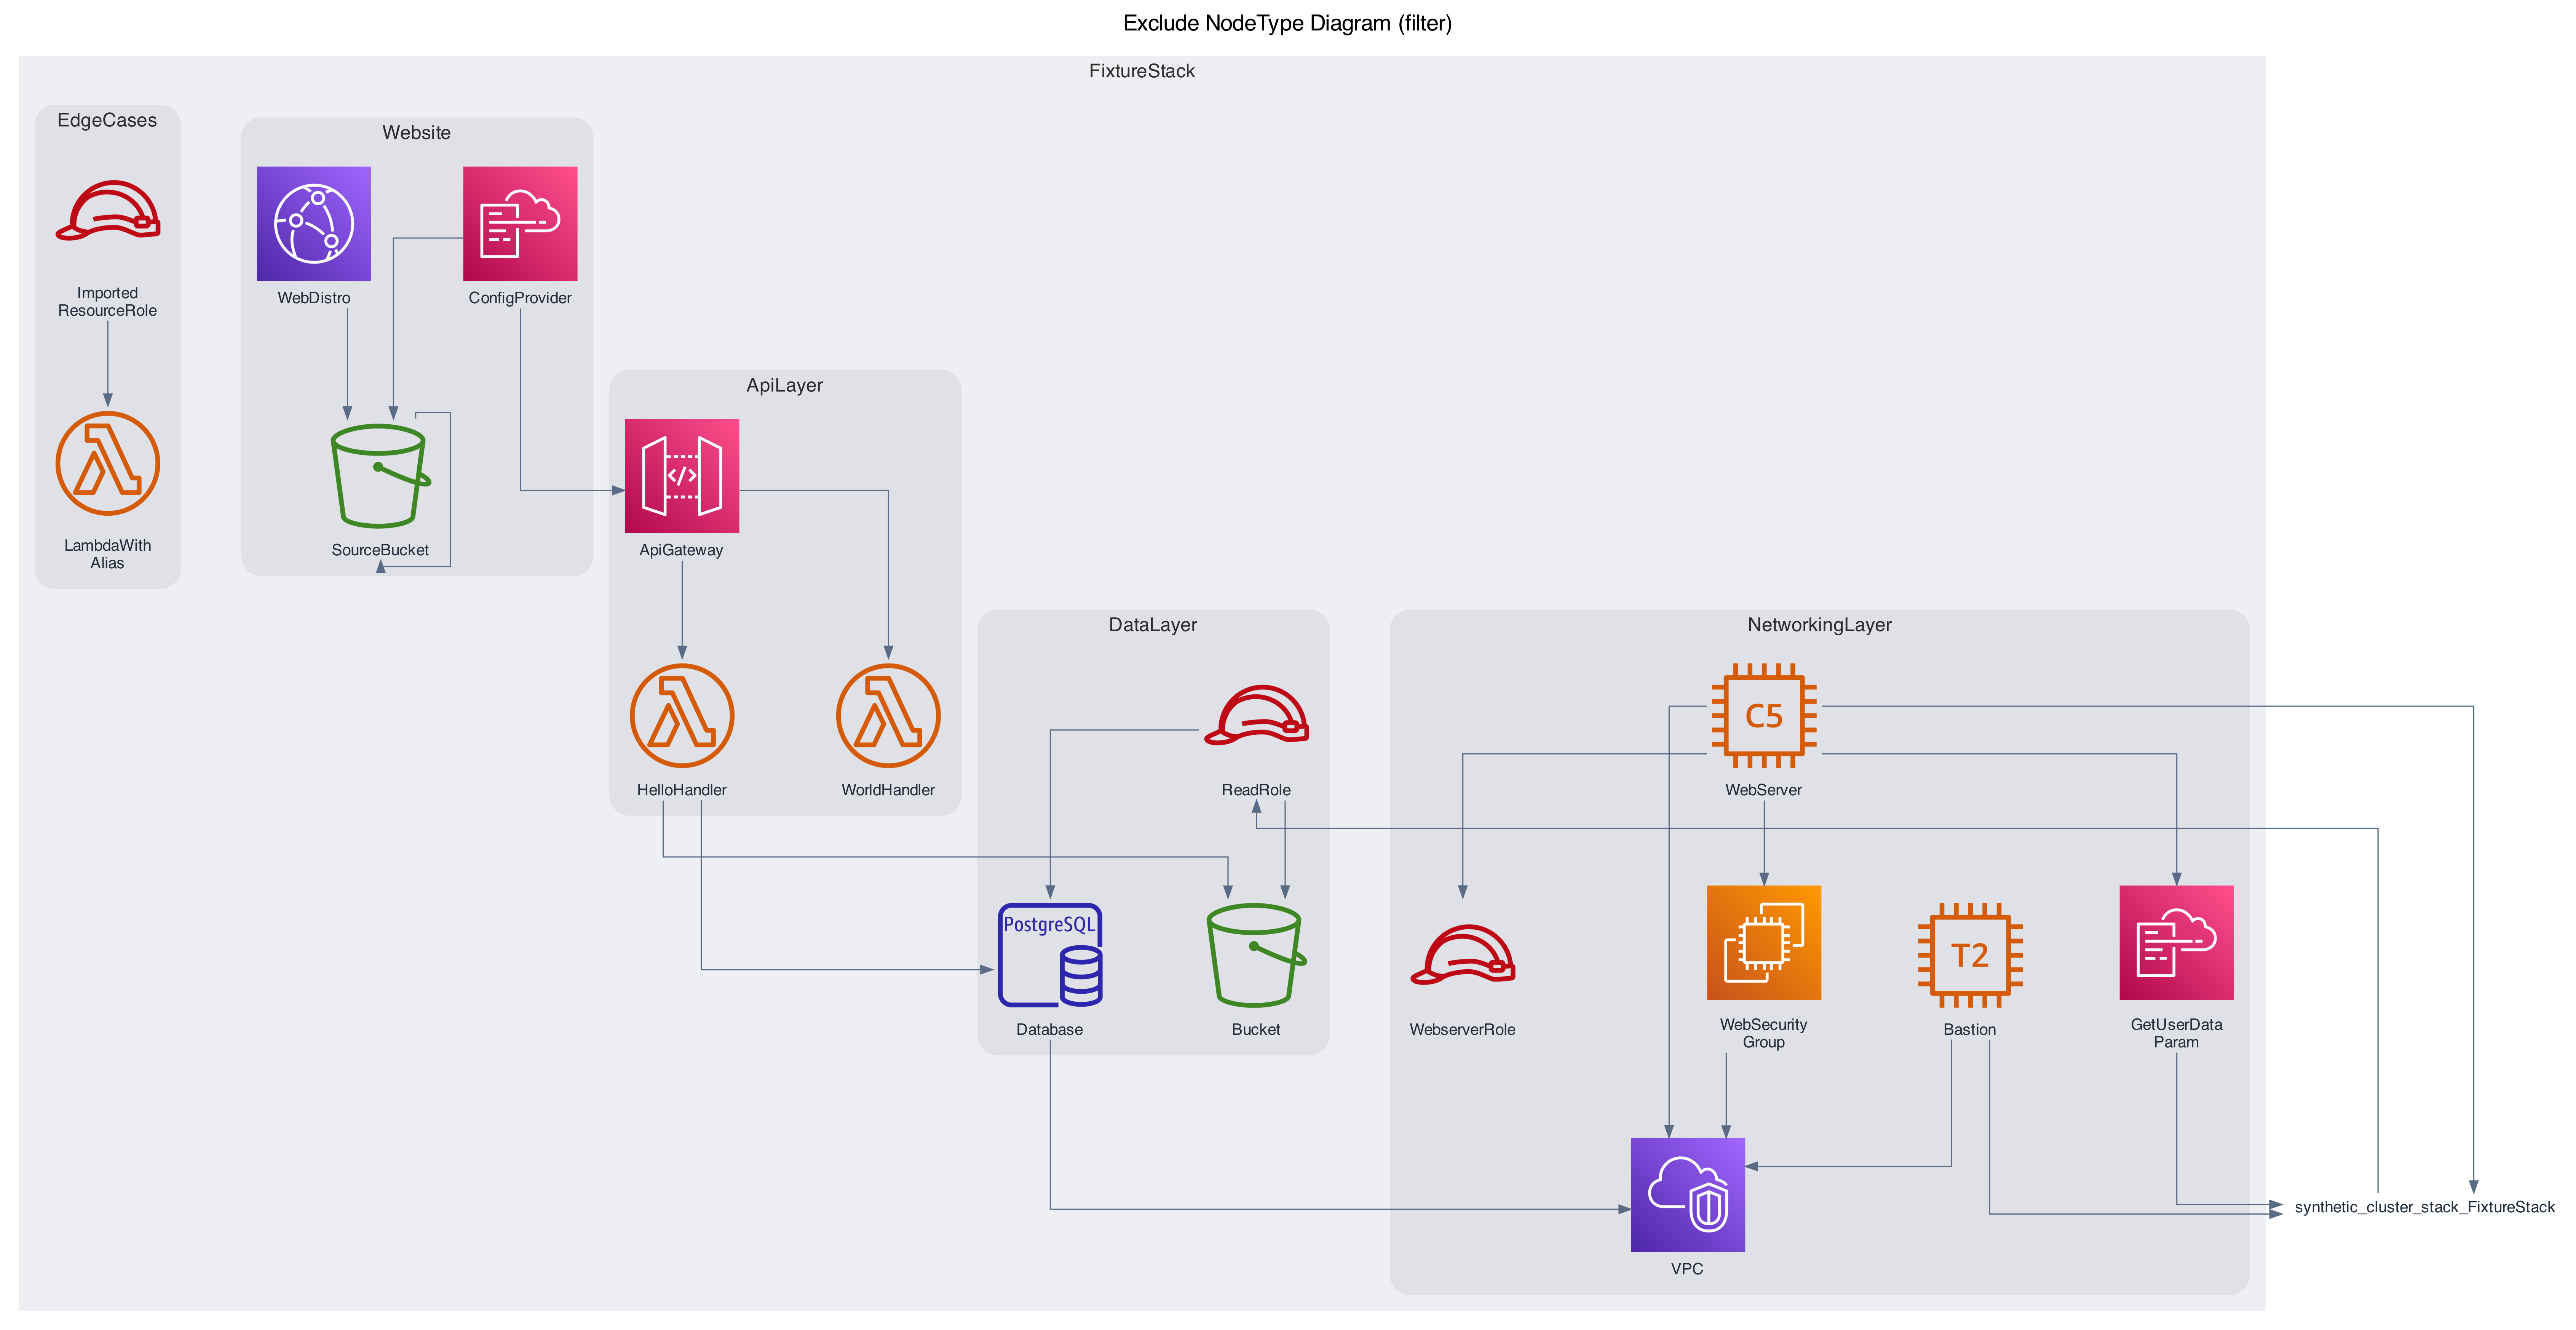 Exclude NodeType Diagram (filter)
FixtureStack
EdgeCases
Imported
ResourceRole
LambdaWith
Alias
Website
WebDistro
ConfigProvider
SourceBucket
ApiLayer
ApiGateway
HelloHandler
WorldHandler
DataLayer
ReadRole
PostgreSQL
Database
Bucket
NetworkingLayer
C5
WebServer
WebserverRole
WebSecurity
Group
T2
Bastion
GetUserData
Param
VPC
synthetic_cluster_stack_FixtureStack